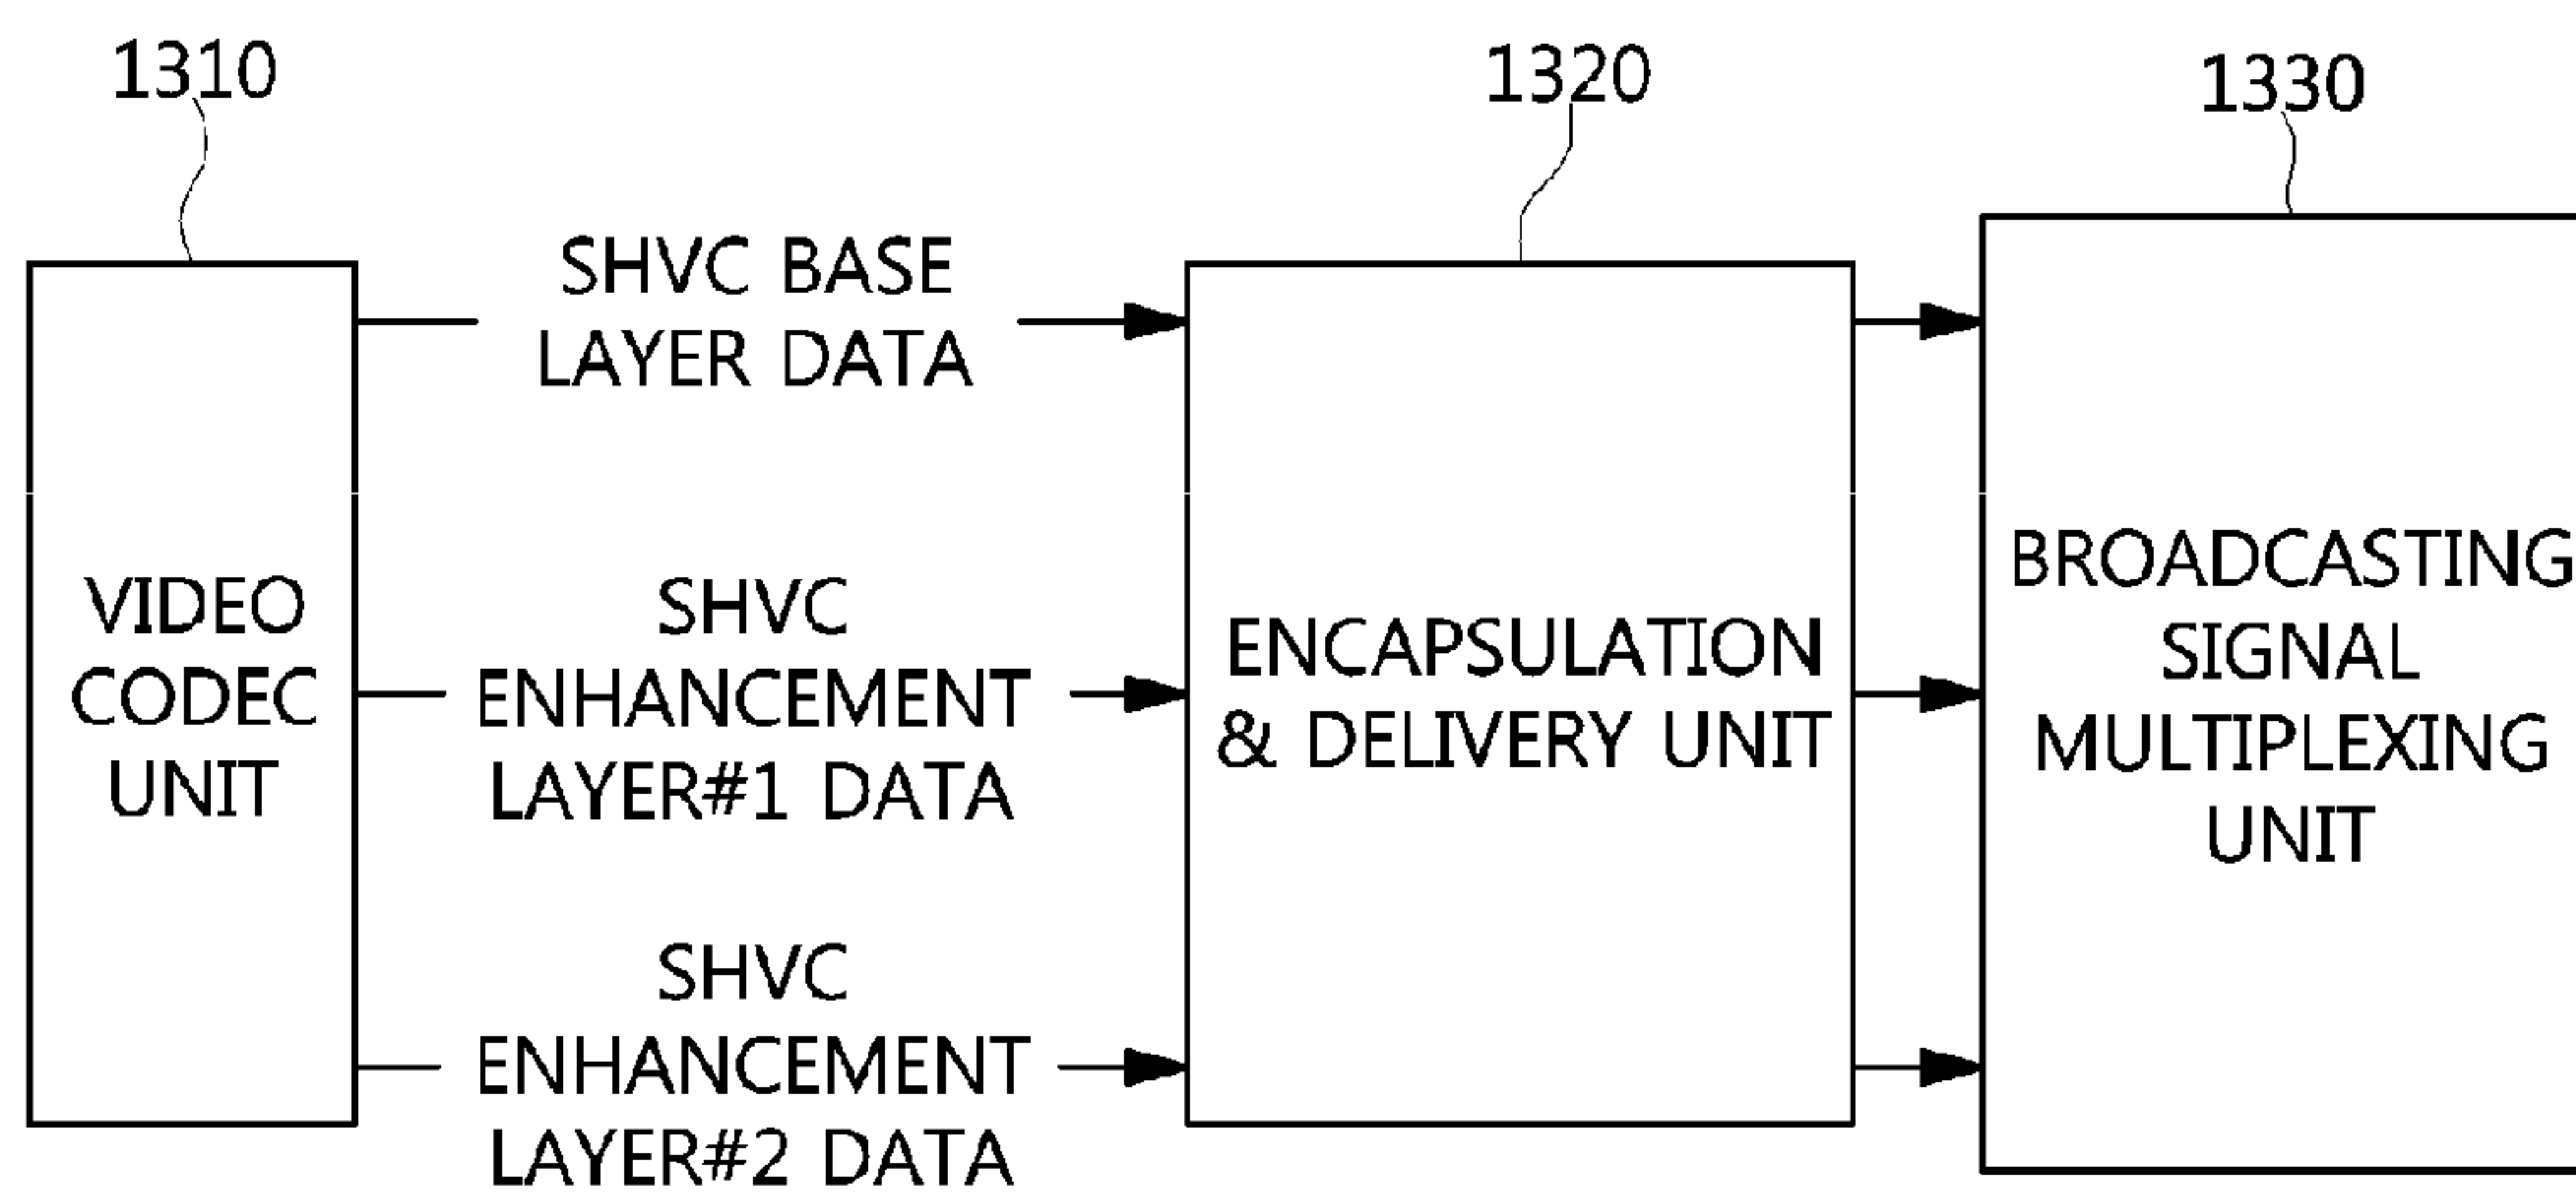 1310
1320
1330
SHVC BASE
LAYER DATA
VIDEO
CODEC
UNIT
SHVC
ENHANCEMENT
LAYER#1 DATA
SHVC
ENHANCEMENT
LAYER#2 DATA
ENCAPSULATION
& DELIVERY UNIT
BROADCASTING
SIGNAL
MULTIPLEXING
UNIT